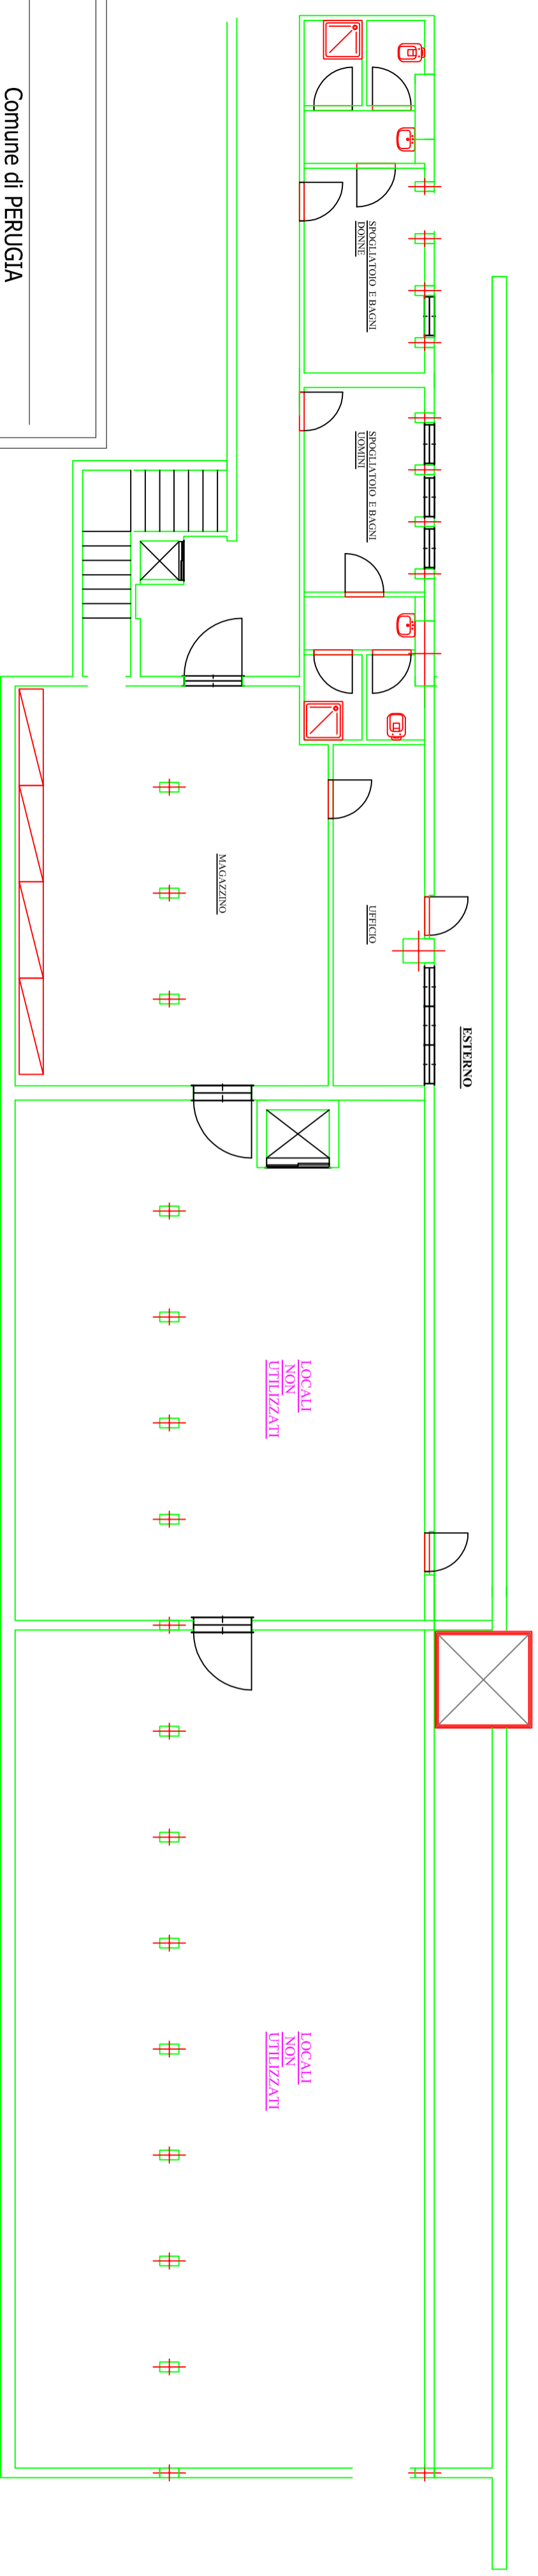 Comune di PERUGIA
SPOGLIATOIO E BAGNI
DONNE
SPOGLIATOIO E BAGNI
UOMINI
MAGAZZINO
UFFICIO
ESTERNO
LOCALI
NON
UTILIZZATI
LOCALI
NON
UTILIZZATI